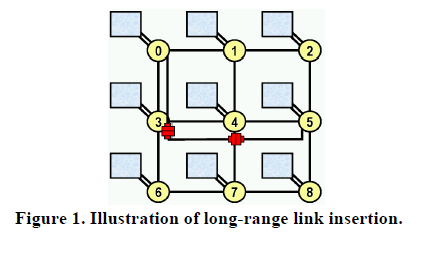 0 1 2
3 4 5
6 7 8
Figure 1. Illustration of long-range link insertion.